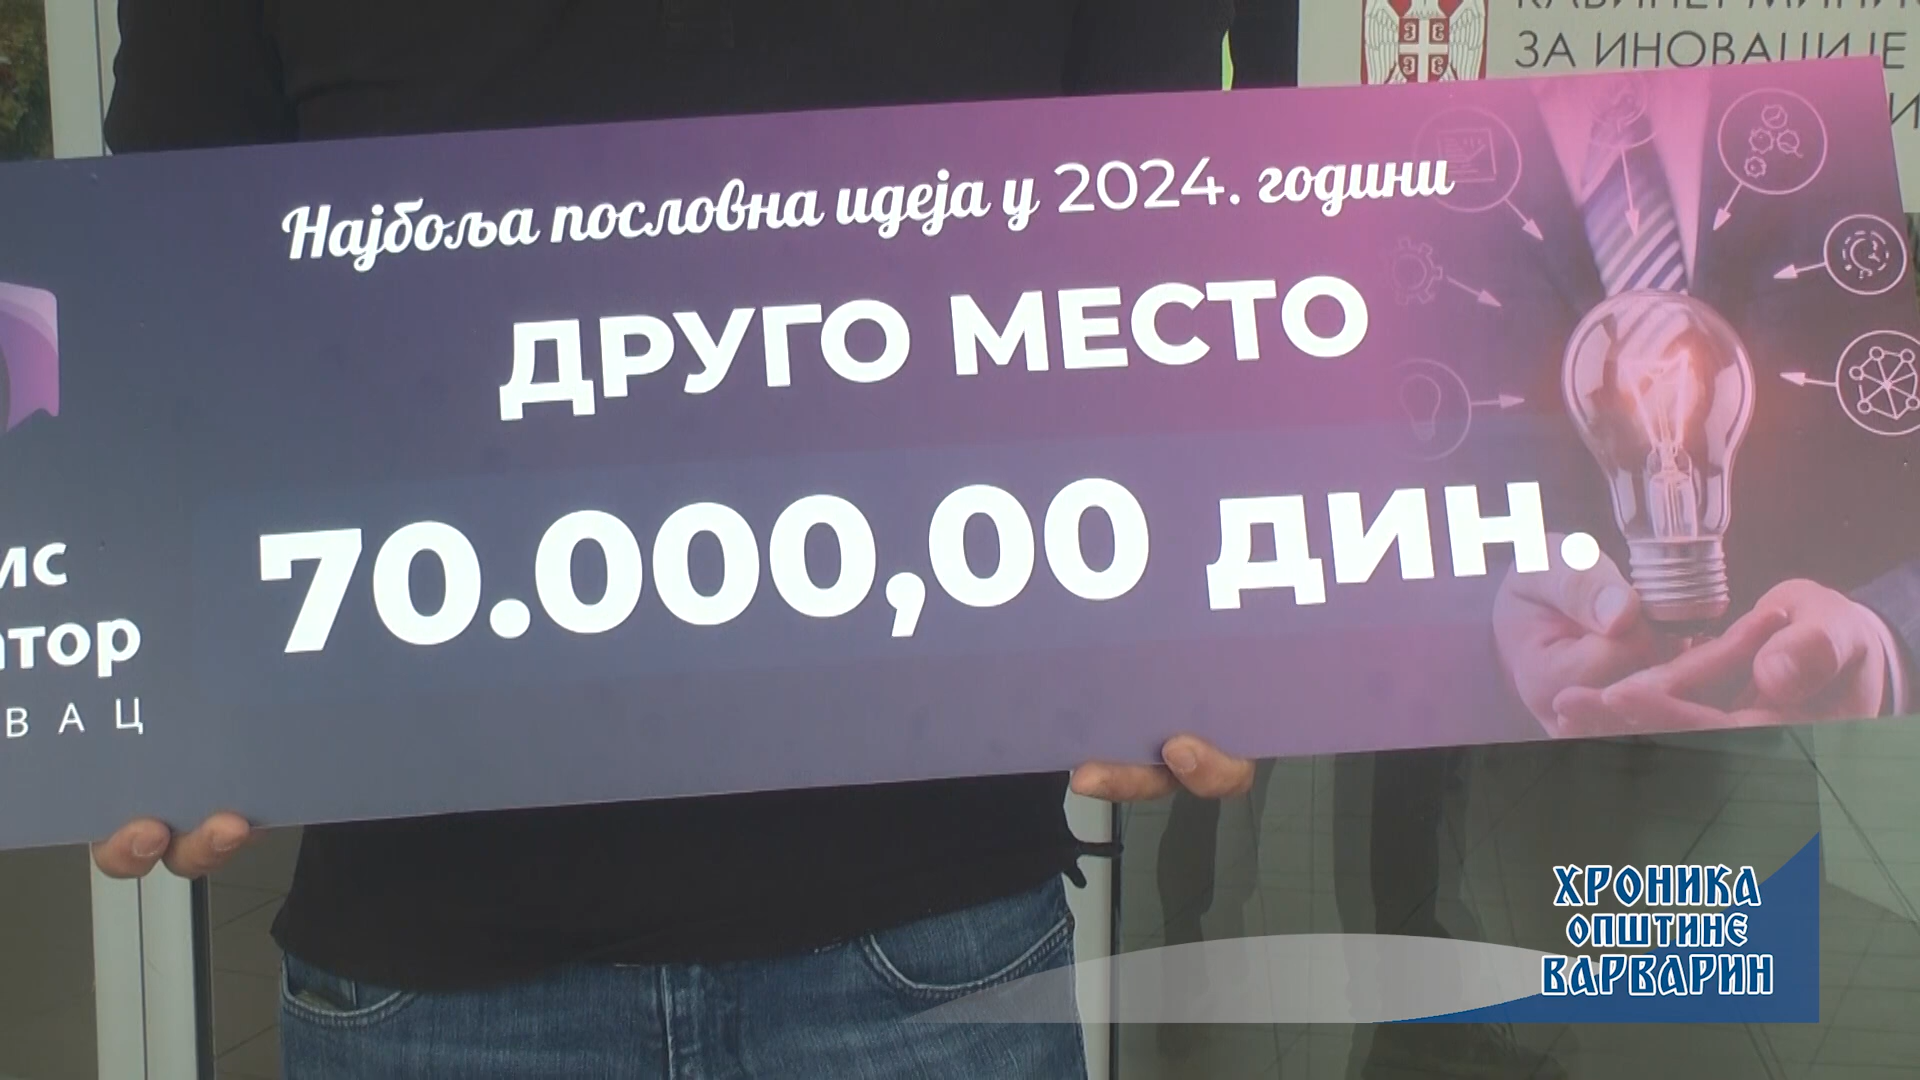 ЗА ИНОВАЦИЈЕ
Најбоља пословна идеја у 2024. години
ДРУГО МЕСТО
70.000,00 дин.
ХРОНИКА
ОПШТИНЕ
ВАРВАРИН